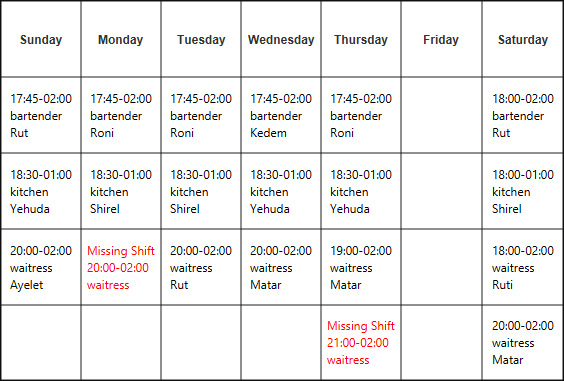 Sunday Monday Tuesday Wednesday Thursday Friday Saturday
17:45-02:00 17:45-02:00 17:45-02:00 17:45-02:00 17:45-02:00 18:00-02:00
bartender bartender bartender bartender bartender bartender
Rut Roni Roni Kedem Roni Rut
18:30-01:00 18:30-01:00 18:30-01:00 18:30-01:00 18:30-01:00 18:00-01:00
kitchen kitchen kitchen kitchen kitchen kitchen
Yehuda Shirel Shirel Yehuda Yehuda Shirel
20:00-02:00 Missing Shift 20:00-02:00 20:00-02:00 19:00-02:00 18:00-02:00
waitress 20:00-02:00 waitress waitress waitress waitress
Ayelet waitress Rut Matar Matar Ruti
Missing Shift 20:00-02:00
21:00-02:00 waitress
waitress Matar